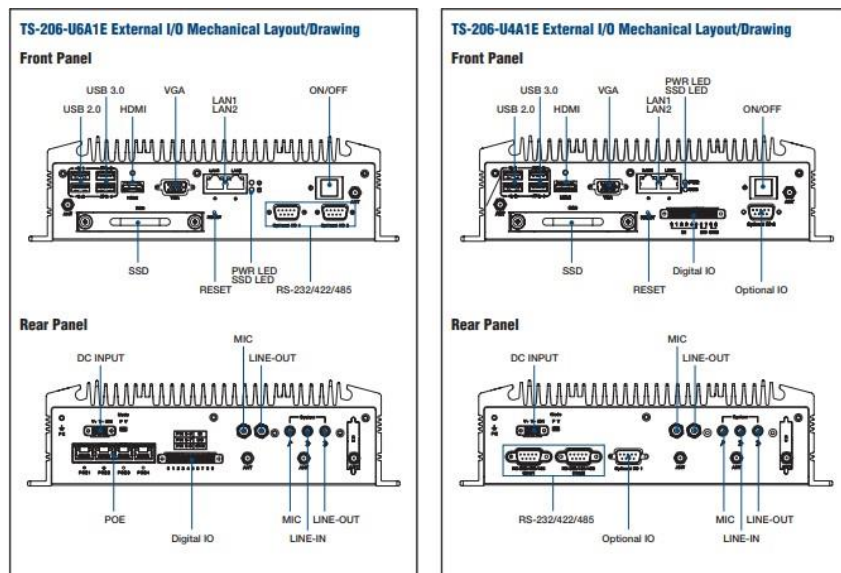 TS-206-U6A1E External I/O Mechanical Layout/Drawing
Front Panel
USB 3.0
VGA
LAN1
ON/OFF
USB 2.0
HDMI
LAN2
SSD
RESET
PWR LED
SSD LED
RS-232/422/485
Rear Panel
MIC
DC INPUT
LINE-OUT
POE
Digital IO
MIC
LINE-OUT
LINE-IN
TS-206-U4A1E External I/O Mechanical Layout/Drawing
Front Panel
PWR LED
SSD LED
USB 3.0
VGA
LAN1
LAN2
ON/OFF
USB 2.0
HDMI
SSD
RESET
Digital IO
Optional IO
Rear Panel
MIC
DC INPUT
LINE-OUT
RS-232/422/485
Optional IO
MIC
LINE-OUT
LINE-IN